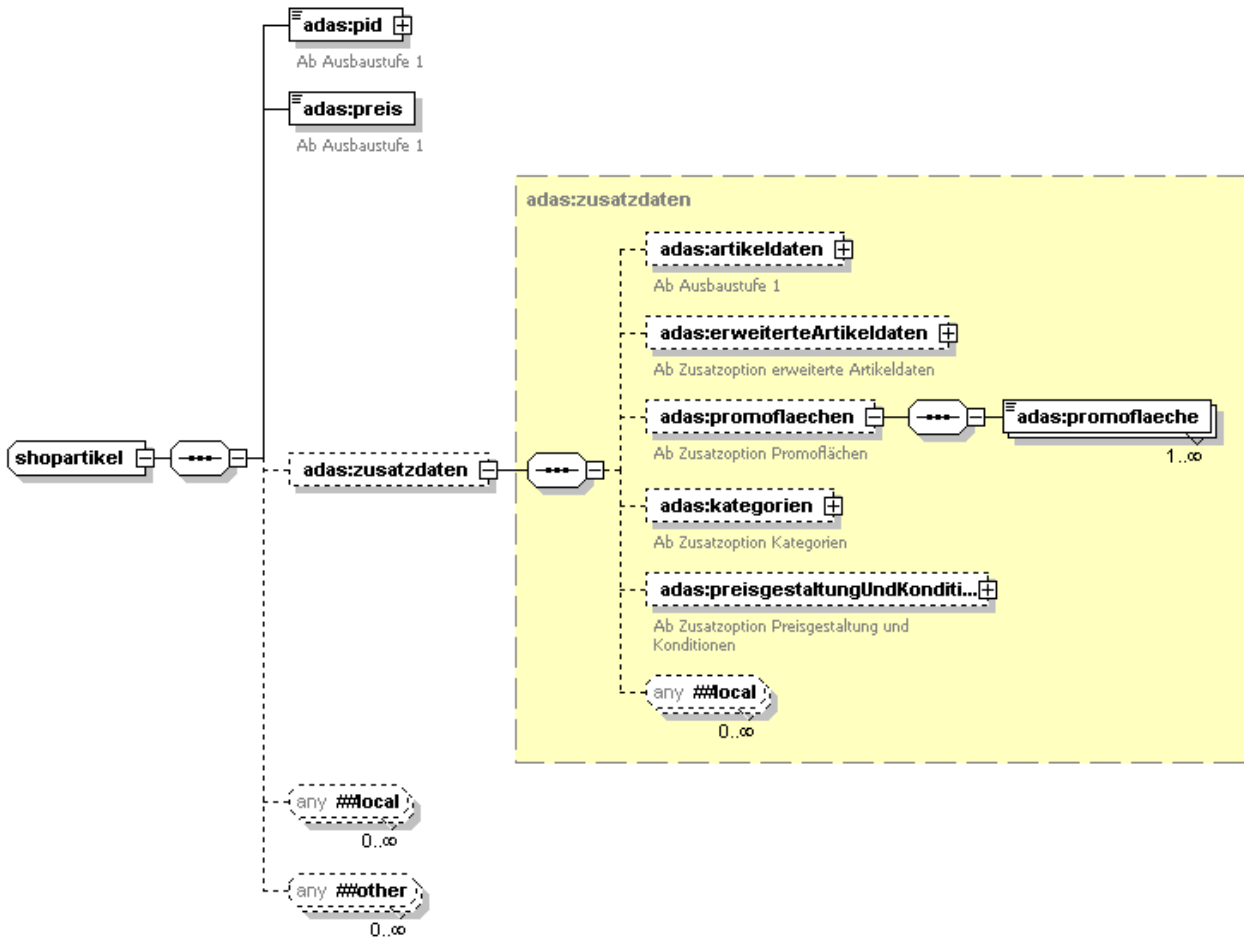 adas:pid
Ab Ausbaustufe 1
adas:preis
Ab Ausbaustufe 1
adas:zusatzdaten
adas:artikeldaten
Ab Ausbaustufe 1
adas:erweiterteArtikeldaten
Ab Zusatzoption erweiterte Artikeldaten
adas:promoflaechen
adas:promoflaeche
Ab Zusatzoption Promoflächen
1..∞
shopartikel
adas:zusatzdaten
adas:kategorien
Ab Zusatzoption Kategorien
adas:preisgestaltungUndKonditi...
Ab Zusatzoption Preisgestaltung und
Konditionen
any ##local
0..∞
any ##local
0..∞
any ##other
0..∞